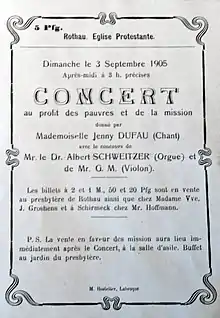 5 Pfg.
Rothau. Eglise Protestante.
Dimanche le 3 Septembre 1905
Après-midi à 3 h. précises
CONCERT
au profit des pauvres et de la mission
donné par
Mademoiselle Jenny DUFAU (Chant)
avec le concours de
Mr. le Dr. Albert SCHWEITZER (Orgue) et
de Mr. G. M. (Violon).
Les billets à 2 et 1 M., 50 et 20 Pfg sont en vente
au presbytère de Rothau ainsi que chez Madame Vve.
J. Groshens et à Schirmeck chez Mr. Hoffmann.
P. S. La vente en faveur des missions aura lieu im-
médiatement après le Concert, à la salle d'asile. Buffet
au jardin du presbytère.
M. Hostetter, Labroque